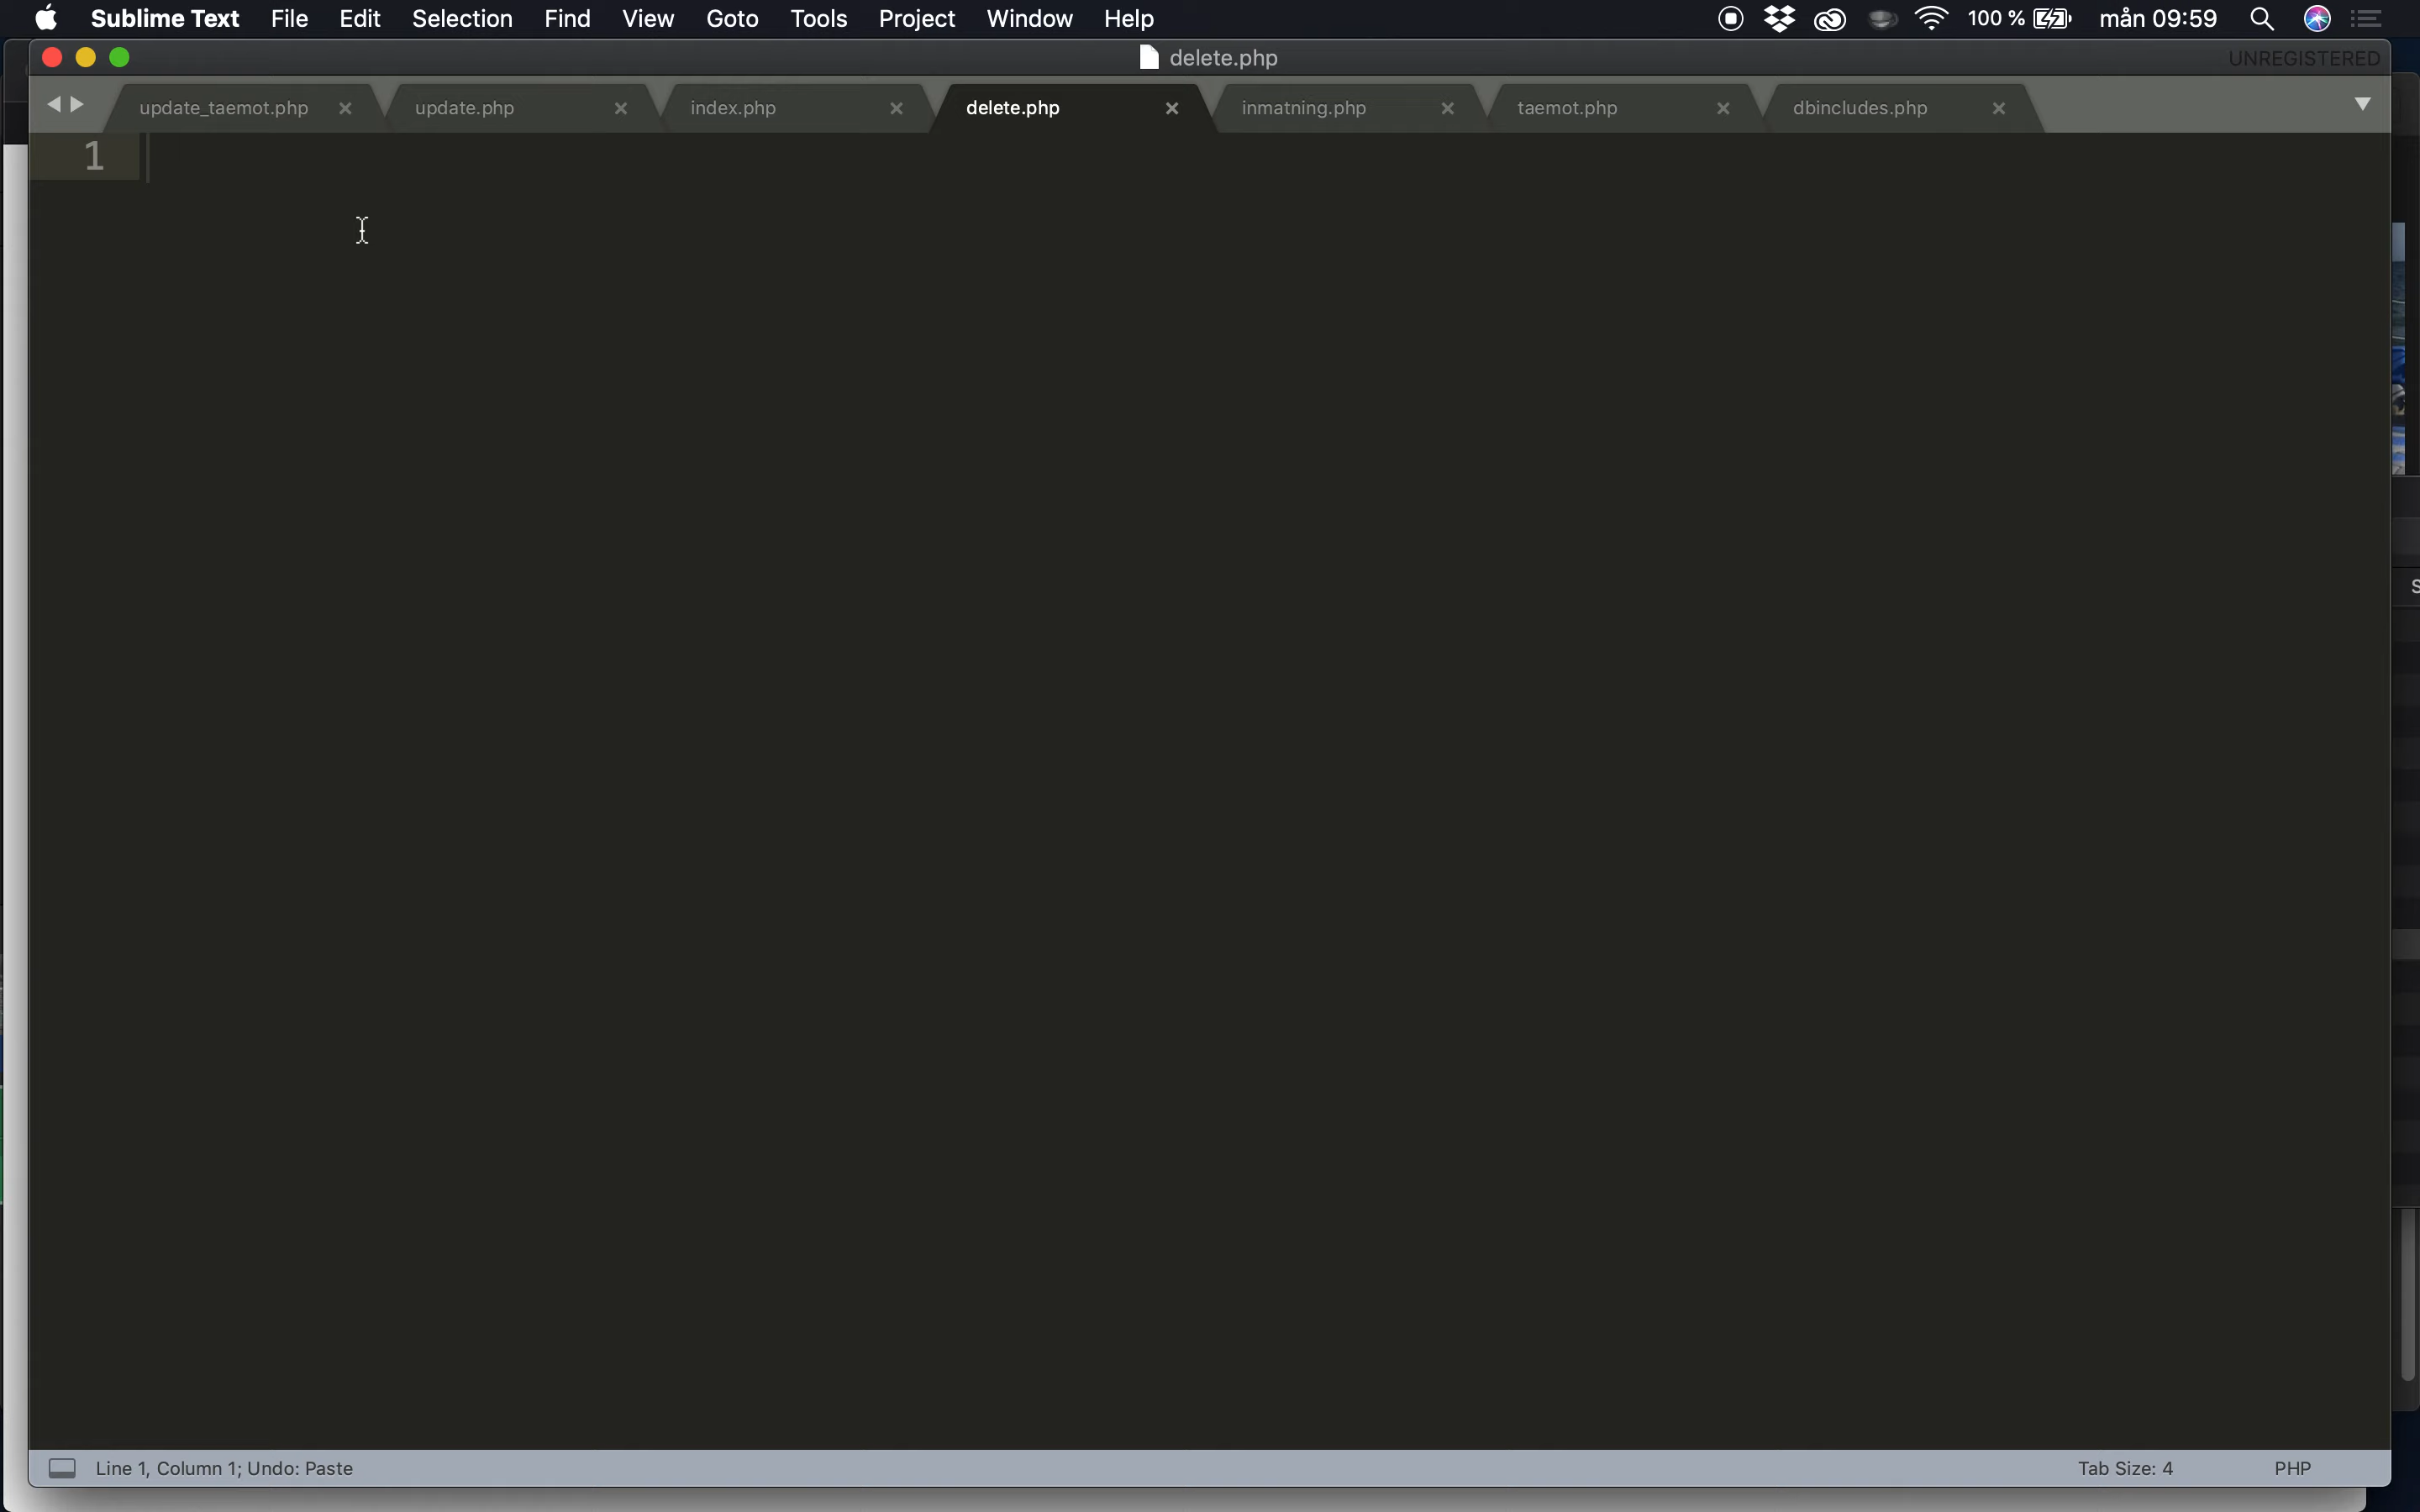 Sublime Text File Edit Selection Find View Goto Tools Project Window Help 100 % mån 09:59
delete.php UNREGISTERED
update_taemot.php × update.php × index.php × delete.php × inmatning.php × taemot.php × dbincludes.php ×
1
S
Line 1, Column 1; Undo: Paste Tab Size: 4 PHP